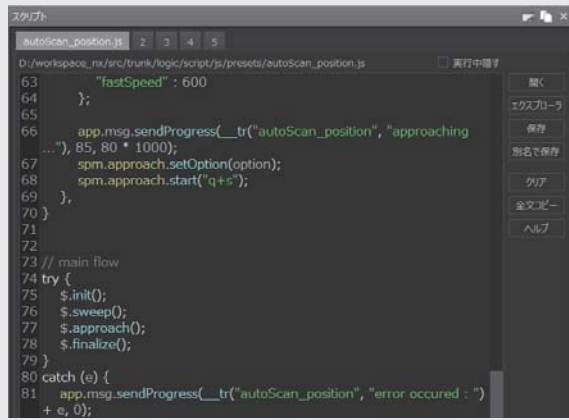 スクリプト
autoScan_position.js 2 3 4 5
D:/workspace_nx/src/trunk/logic/script/js/presets/autoScan_position.js 実行中隠す
開く
エクスプローラ
保存
別名で保存
クリア
全文コピー
ヘルプ
63 "fastSpeed" : 600
64 };
65
66 app.msg.sendProgress(__tr("autoScan_position", "approaching
..."), 85, 80 * 1000);
67 spm.approach.setOption(option);
68 spm.approach.start("q+s");
69 },
70 }
71
72
73 // main flow
74 try {
75 $.init();
76 $.sweep();
77 $.approach();
78 $.finalize();
79 }
80 catch (e) {
81 app.msg.sendProgress(__tr("autoScan_position", "error occured : ")
+ e, 0);